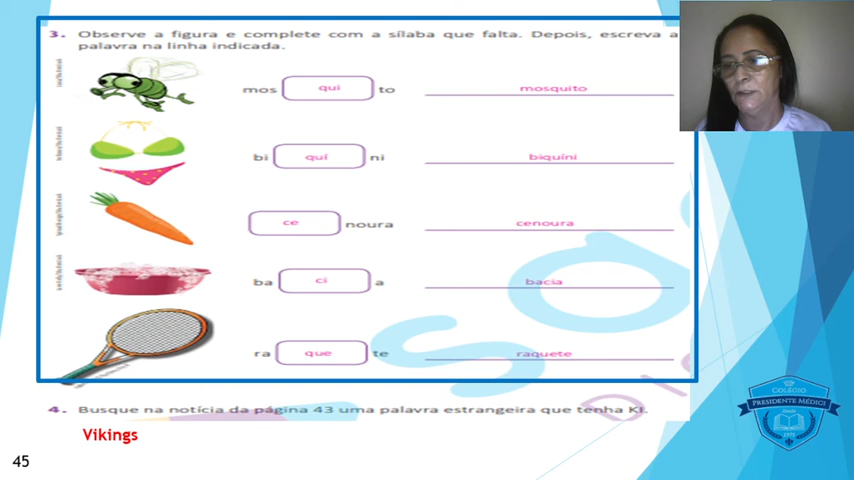 3. Observe a figura e complete com a sílaba que falta. Depois, escreva a
palavra na linha indicada.
mos qui to mosquito
bi quí ni biquíni
ce noura cenoura
ba ci a bacia
ra que te raquete
4. Busque na notícia da página 43 uma palavra estrangeira que tenha KI.
Vikings
45
COLÉGIO
PRESIDENTE MÉDICI